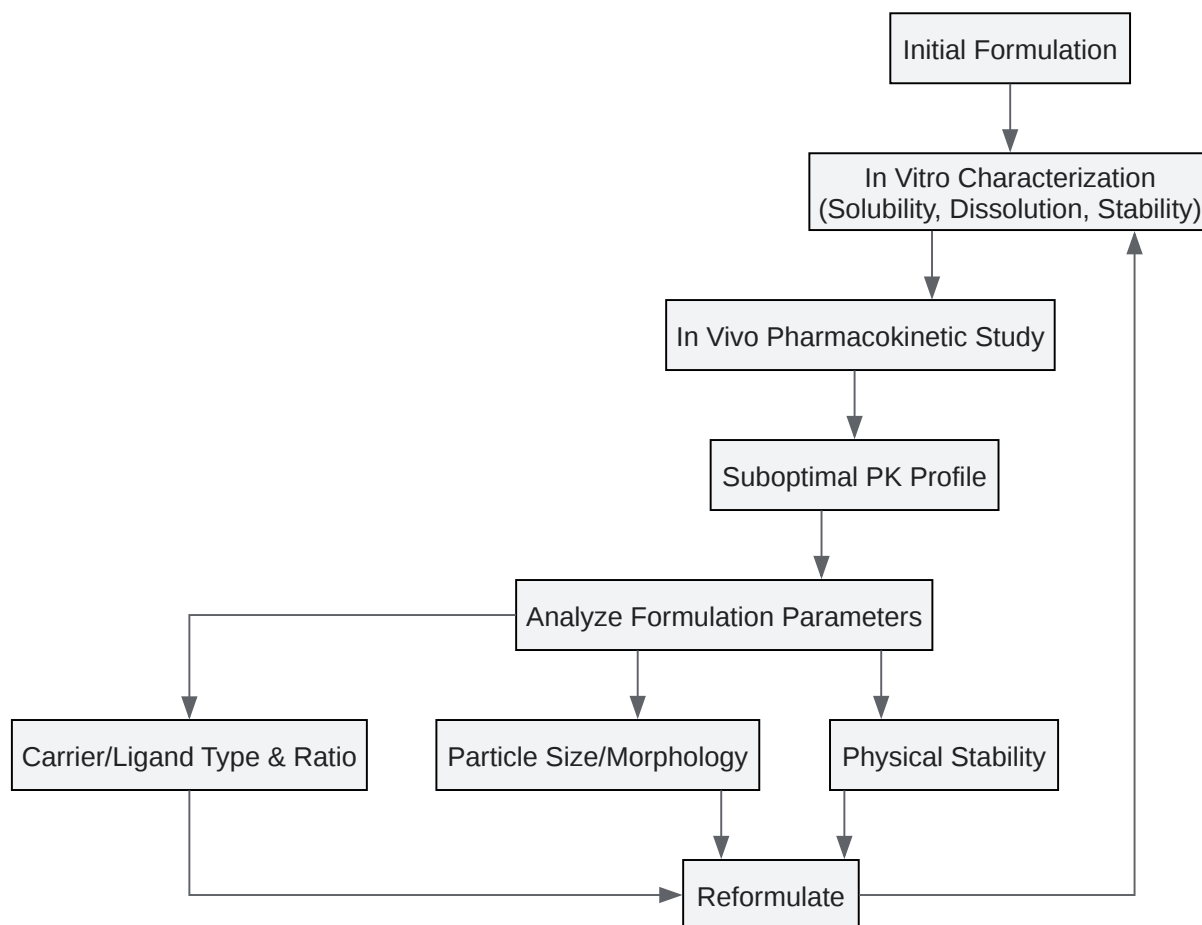 Initial Formulation
In Vitro Characterization
(Solubility, Dissolution, Stability)
In Vivo Pharmacokinetic Study
Suboptimal PK Profile
Analyze Formulation Parameters
Carrier/Ligand Type & Ratio
Particle Size/Morphology
Physical Stability
Reformulate